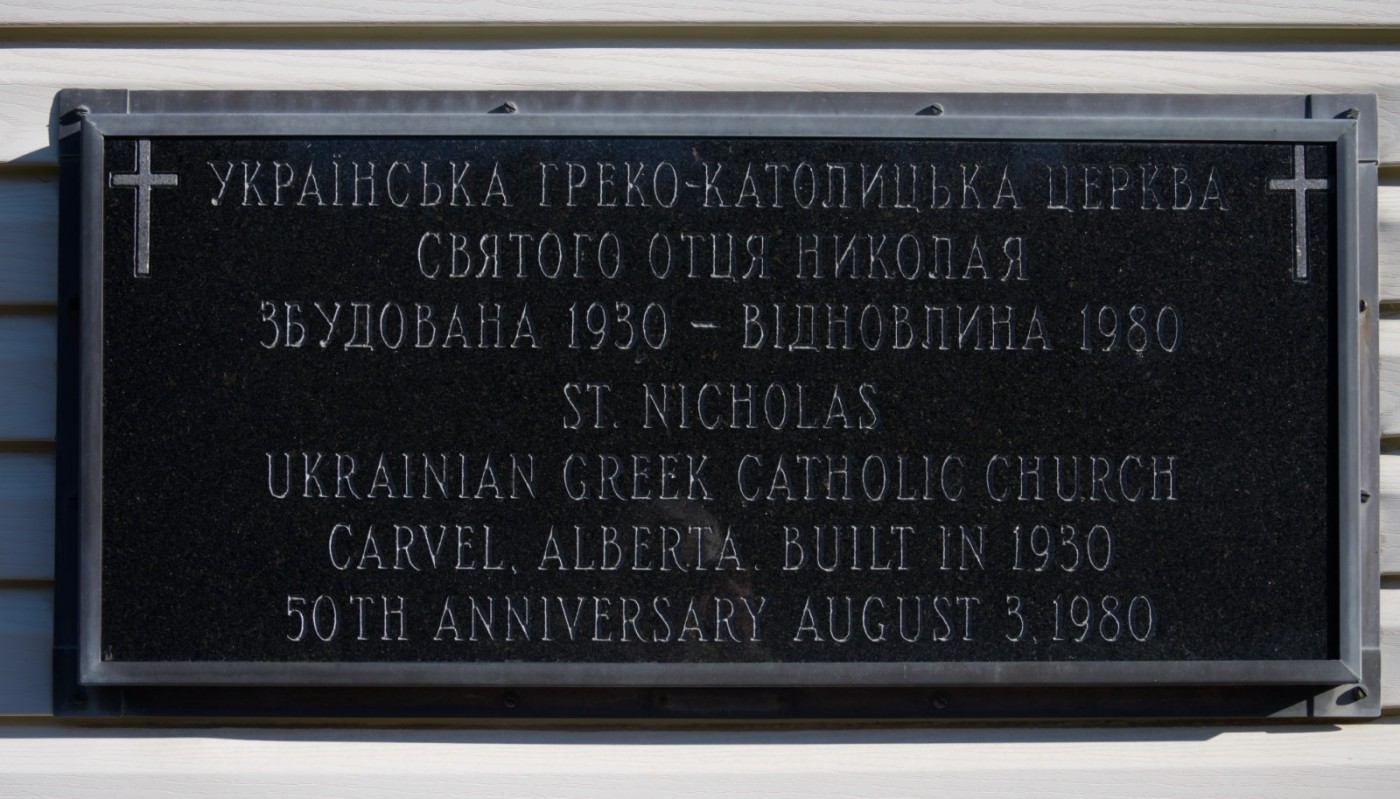 УКРАЇНСЬКА ГРЕКО-КАТОЛИЦЬКА ЦЕРКВА
СВЯТОГО ОТЦЯ НИКОЛАЯ
ЗБУДОВАНА 1930 – ВІДНОВЛИНА 1980
ST. NICHOLAS
UKRAINIAN GREEK CATHOLIC CHURCH
CARVEL, ALBERTA. BUILT IN 1930
50TH ANNIVERSARY AUGUST 3, 1980